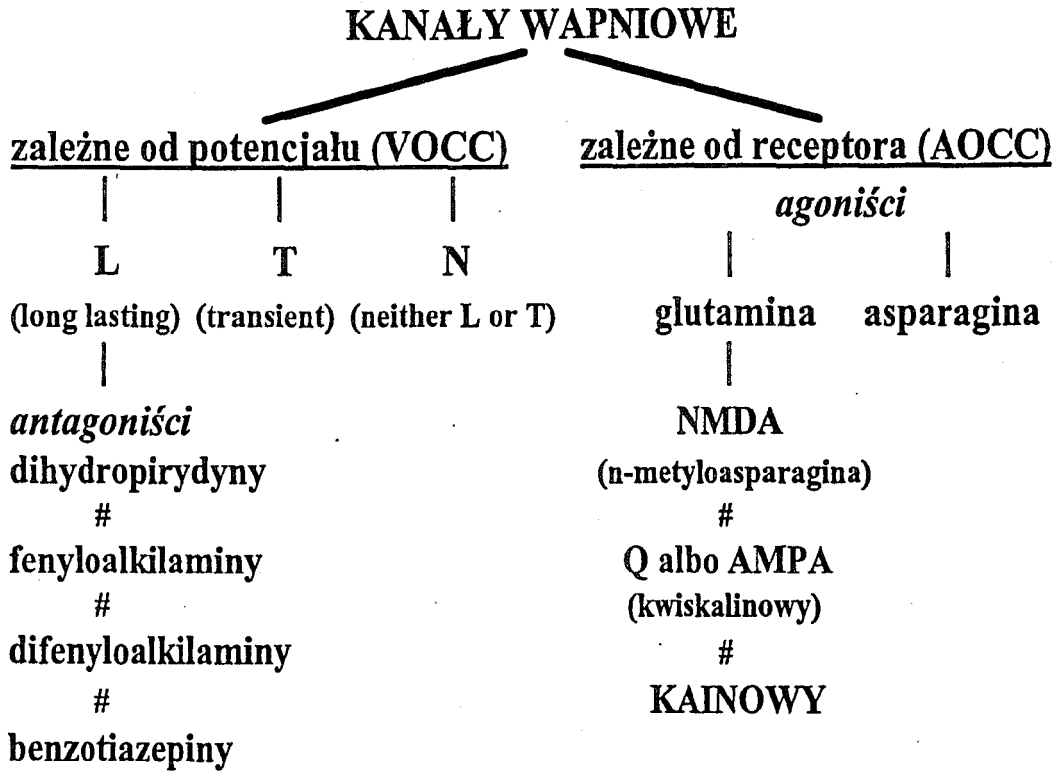 KANAŁY WAPNIOWE
zależne od potencjału (VOCC)
L T N
(long lasting) (transient) (neither L or T)
antagoniści
dihydropirydyny
#
fenyloalkilaminy
#
difenyloalkilaminy
#
benzotiazepiny
zależne od receptora (AOCC)
agoniści
glutamina asparagina
NMDA
(n-metyloasparagina)
#
Q albo AMPA
(kwiskalinowy)
#
KAINOWY